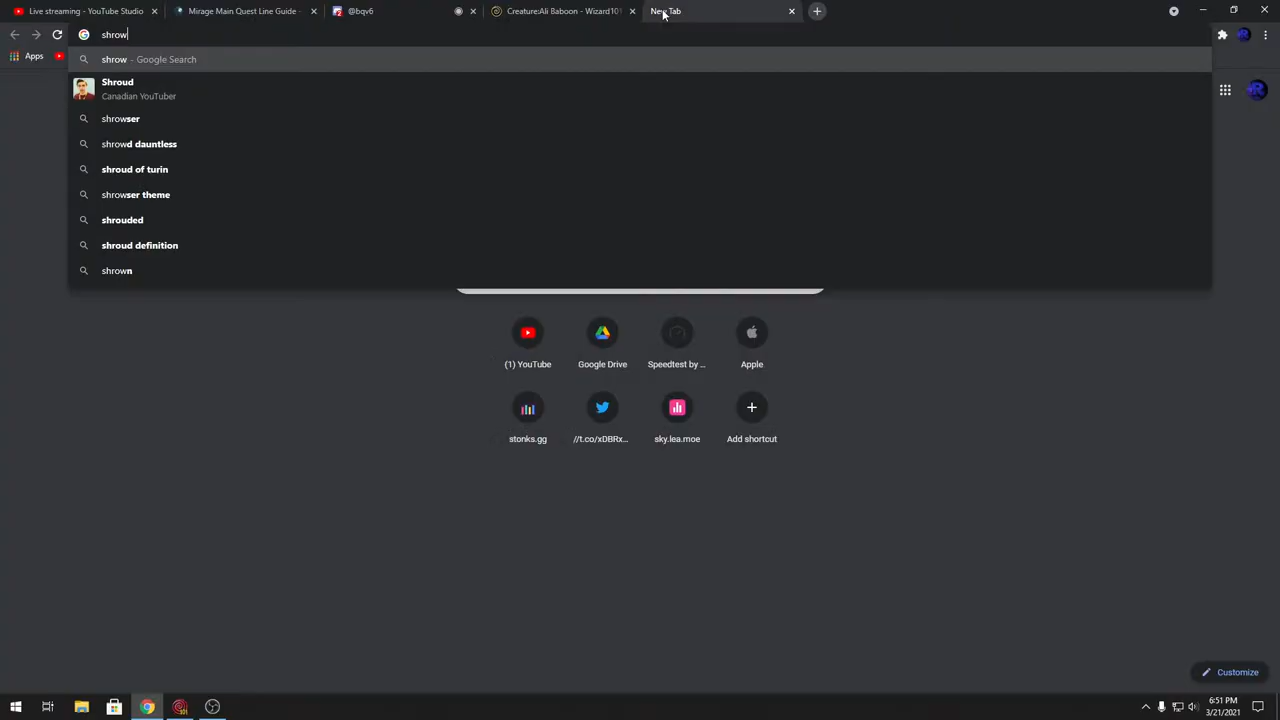 Live streaming - YouTube Studio
Mirage Main Quest Line Guide -
@bqv6
Creature:Ali Baboon - Wizard101
New Tab
shrow
Apps
shrow - Google Search
Shroud
Canadian YouTuber
shrowser
shrowd dauntless
shroud of turin
shrowser theme
shrouded
shroud definition
shrown
(1) YouTube
Google Drive
Speedtest by ...
Apple
stonks.gg
//t.co/xDBRx...
sky.lea.moe
Add shortcut
Customize
6:51 PM
3/21/2021